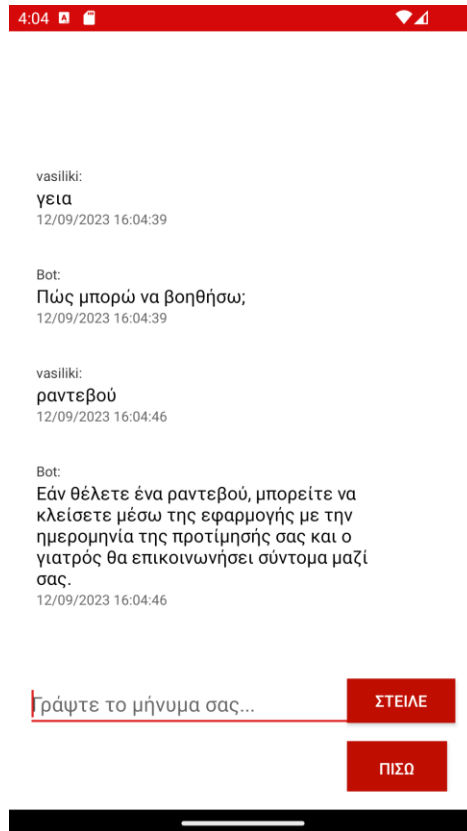 4:04
vasiliki:
γεια
12/09/2023 16:04:39
Bot:
Πώς μπορώ να βοηθήσω;
12/09/2023 16:04:39
vasiliki:
ραντεβού
12/09/2023 16:04:46
Bot:
Εάν θέλετε ένα ραντεβού, μπορείτε να
κλείσετε μέσω της εφαρμογής με την
ημερομηνία της προτίμησής σας και ο
γιατρός θα επικοινωνήσει σύντομα μαζί
σας.
12/09/2023 16:04:46
Γράψτε το μήνυμα σας...
ΣΤΕΙΛΕ
ΠΙΣΩ